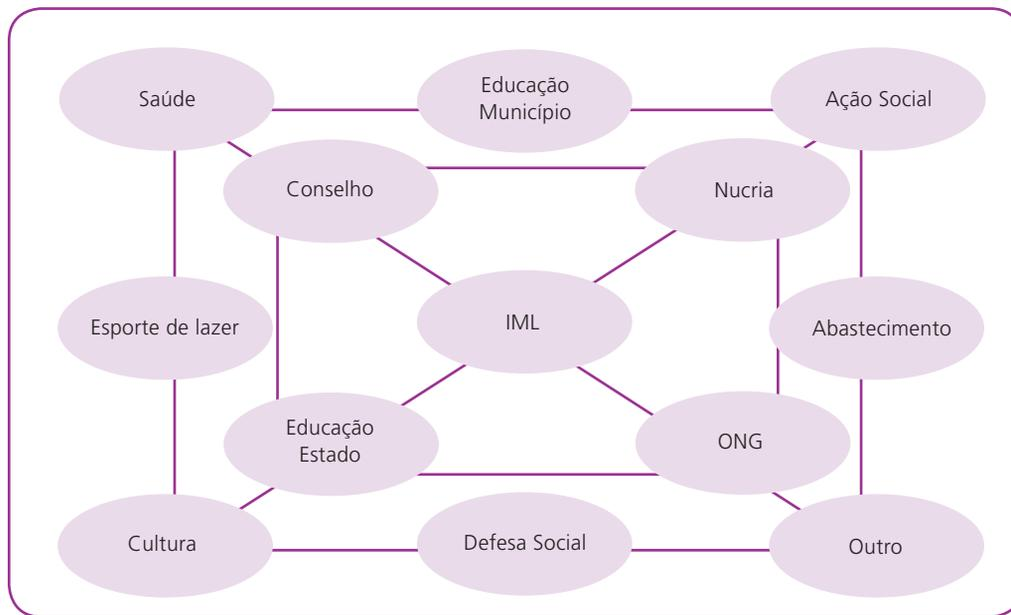 Saúde
Educação
Município
Ação Social
Conselho
Nucria
Esporte de lazer
IML
Abastecimento
Educação
Estado
ONG
Cultura
Defesa Social
Outro